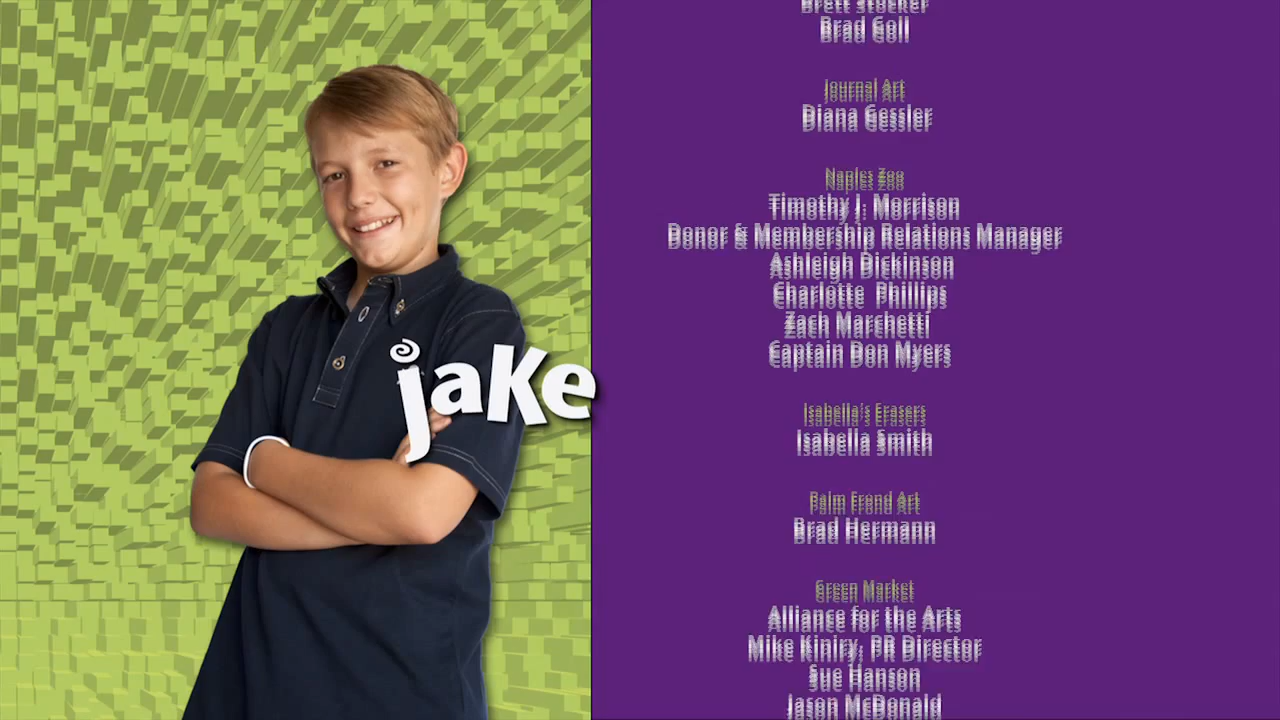 jake
Brett Stocker
Brad Goll
Journal Art
Diana Gessler
Naples Zoo
Timothy J. Morrison
Donor & Membership Relations Manager
Ashleigh Dickinson
Charlotte Phillips
Zach Marchetti
Captain Don Myers
Isabella's Erasers
Isabella Smith
Palm Frond Art
Brad Hermann
Green Market
Alliance for the Arts
Mike Kiniry, PR Director
Sue Hanson
Jason McDonald